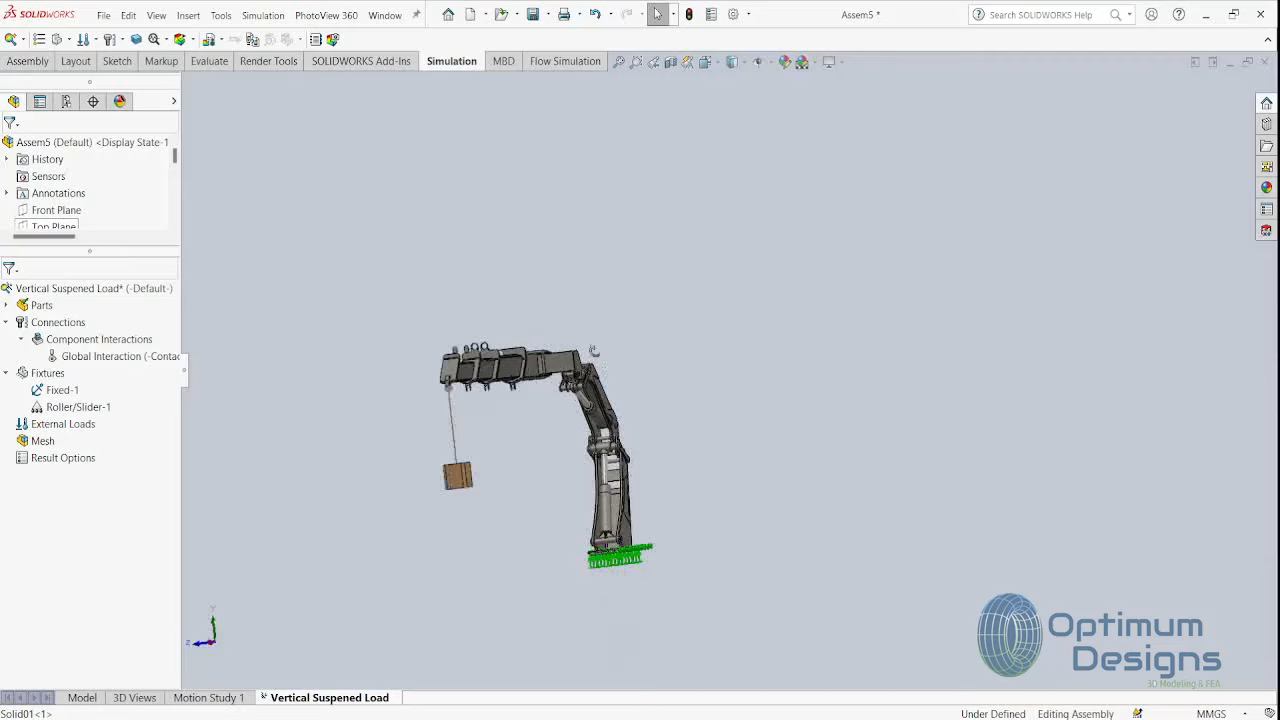 SOLIDWORKS File Edit View Insert Tools Simulation PhotoView 360 Window Assem5 * Search SOLIDWORKS Help
Assembly Layout Sketch Markup Evaluate Render Tools SOLIDWORKS Add-Ins Simulation MBD Flow Simulation
Assem5 (Default) <Display State-1
History
Sensors
Annotations
Front Plane
Top Plane
Vertical Suspened Load* (-Default-)
Parts
Connections
Component Interactions
Global Interaction (-Contac
Fixtures
Fixed-1
Roller/Slider-1
External Loads
Mesh
Result Options
Y
Z
Optimum
Designs
3D Modeling & FEA
Model 3D Views Motion Study 1 Vertical Suspened Load
Solid01<1> Under Defined Editing Assembly MMGS